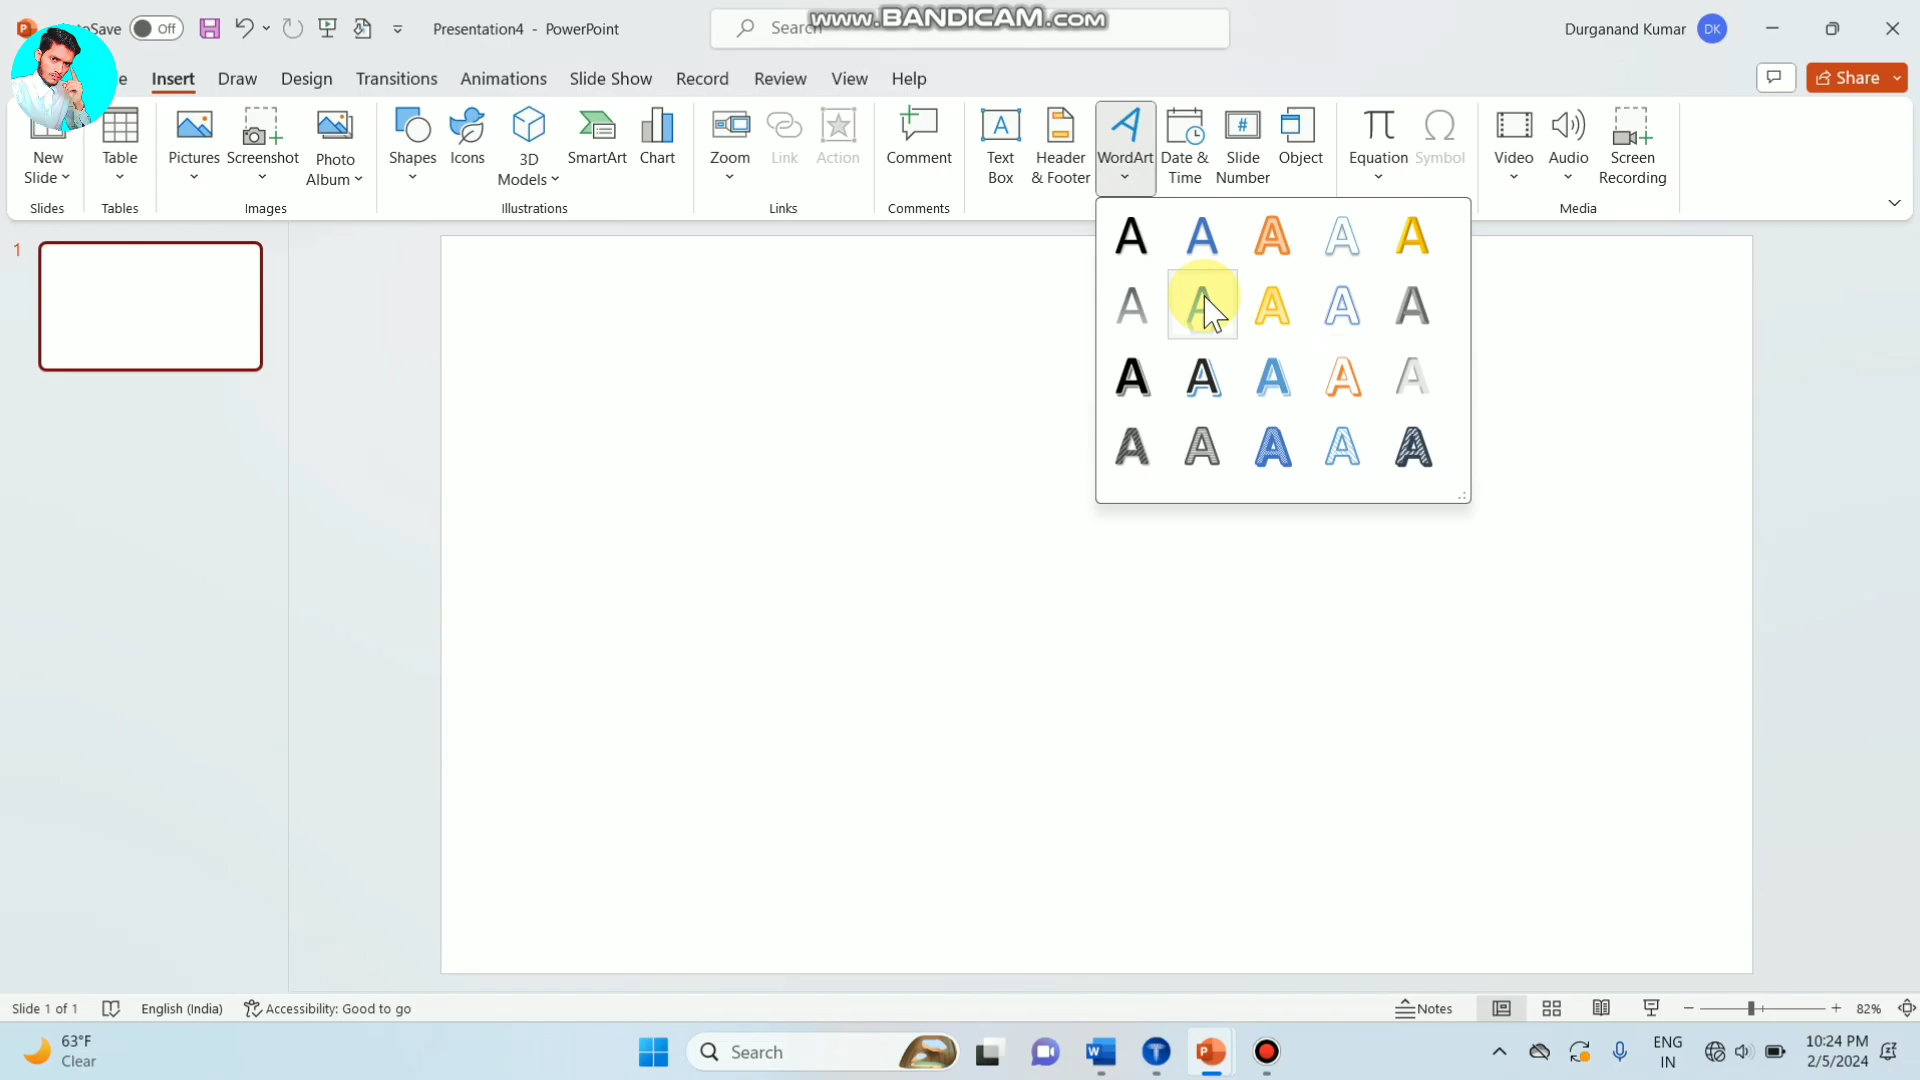 Save
Off
Presentation4 - PowerPoint
Search
www.BANDICAM.com
Durganand Kumar
DK
Insert
Draw
Design
Transitions
Animations
Slide Show
Record
Review
View
Help
Share
New Slide
Table
Pictures
Screenshot
Photo Album
Shapes
Icons
3D Models
SmartArt
Chart
Zoom
Link
Action
Comment
Text Box
Header & Footer
WordArt
Date & Time
Slide Number
Object
Equation
Symbol
Video
Audio
Screen Recording
Slides
Tables
Images
Illustrations
Links
Comments
Media
A A A A A
A A A A A
A A A A A
A A A A A
1
Slide 1 of 1
English (India)
Accessibility: Good to go
Notes
82%
63°F
Clear
Search
ENG
IN
10:24 PM
2/5/2024